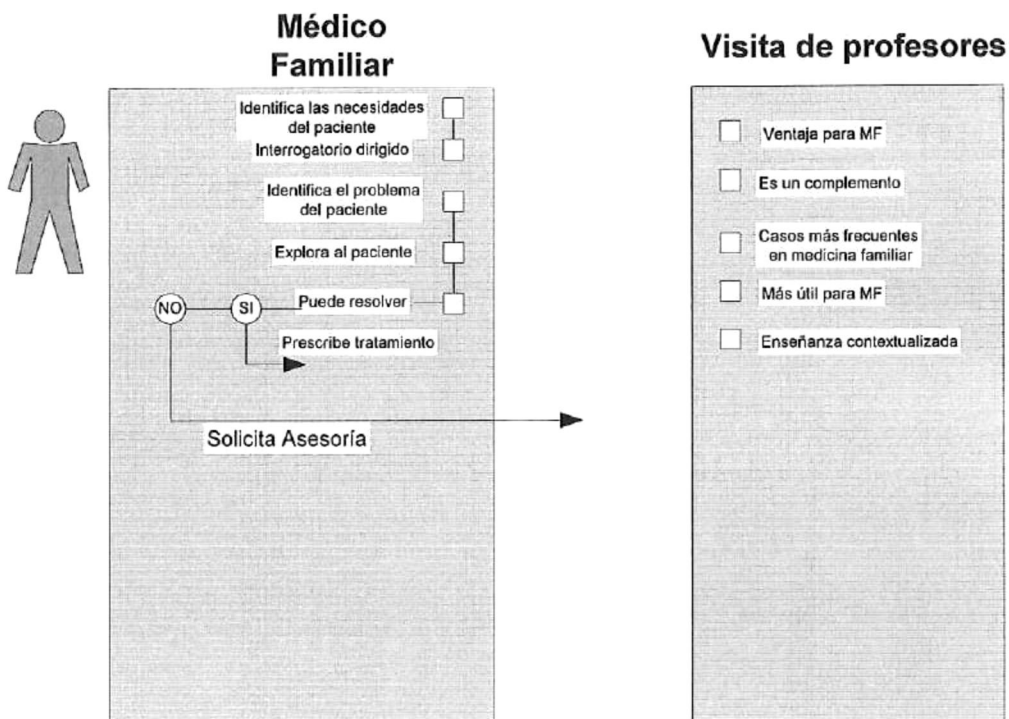 Médico
Familiar
Identifica las necesidades
del paciente
Interrogatorio dirigido
Identifica el problema
del paciente
Explora al paciente
NO
SI
Puede resolver
Prescribe tratamiento
Solicita Asesoría
Visita de profesores
Ventaja para MF
Es un complemento
Casos más frecuentes
en medicina familiar
Más útil para MF
Enseñanza contextualizada